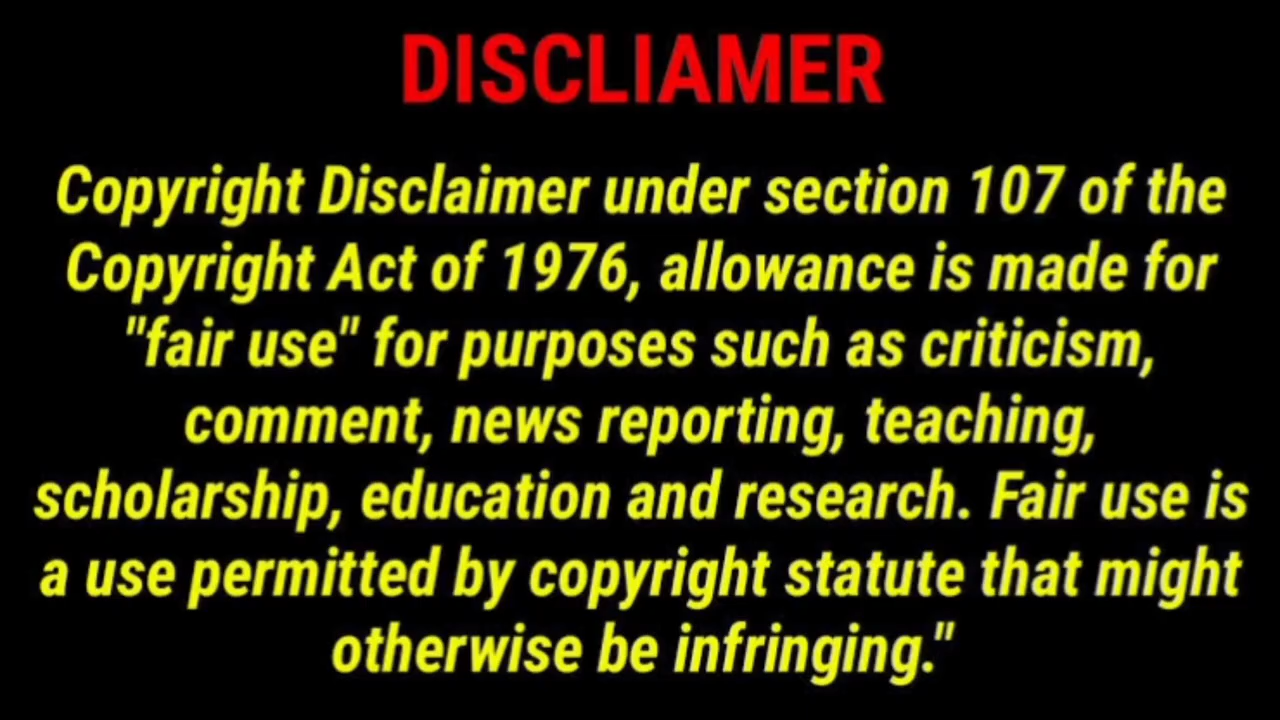 DISCLIAMER
Copyright Disclaimer under section 107 of the
Copyright Act of 1976, allowance is made for
"fair use" for purposes such as criticism,
comment, news reporting, teaching,
scholarship, education and research. Fair use is
a use permitted by copyright statute that might
otherwise be infringing."